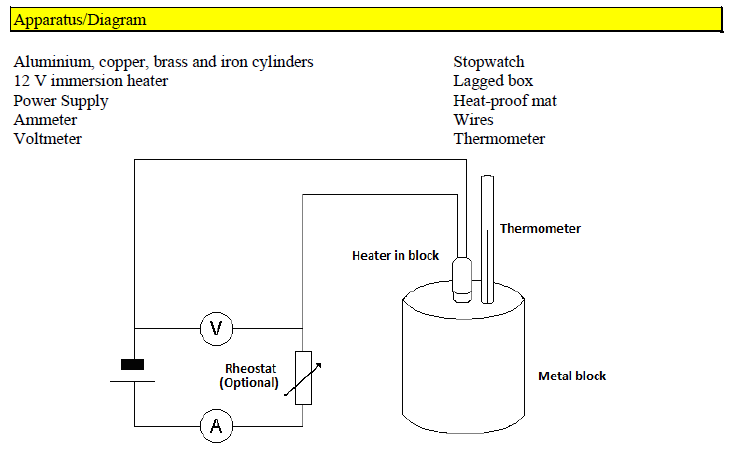 Apparatus/Diagram
Aluminium, copper, brass and iron cylinders
12 V immersion heater
Power Supply
Ammeter
Voltmeter
Stopwatch
Lagged box
Heat-proof mat
Wires
Thermometer
Thermometer
Heater in block
V
Rheostat
(Optional)
Metal block
A